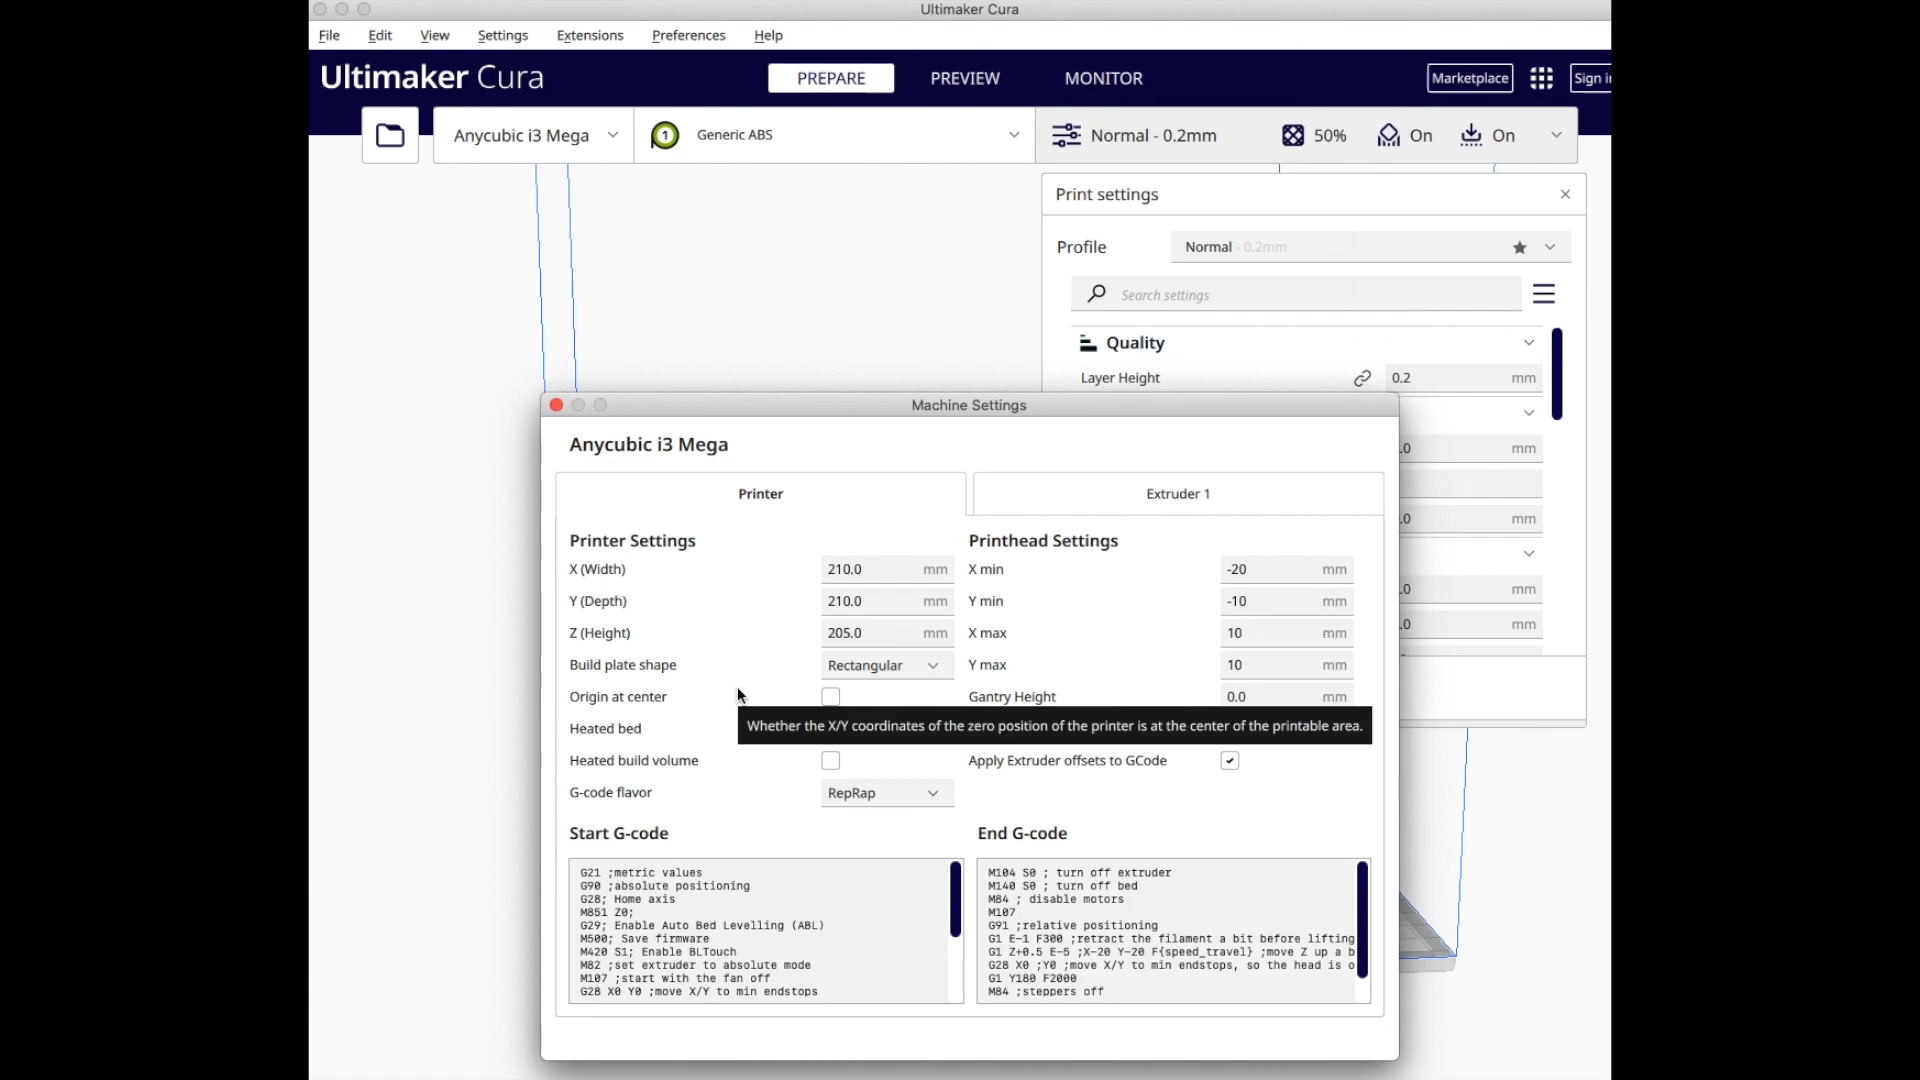 Ultimaker Cura
File Edit View Settings Extensions Preferences Help
Ultimaker Cura PREPARE PREVIEW MONITOR Marketplace Sign in
Anycubic i3 Mega 1 Generic ABS Normal - 0.2mm 50% On On
Print settings
Profile Normal - 0.2mm
Search settings
Quality
Layer Height 0.2 mm
Machine Settings
.0 mm
Anycubic i3 Mega
Printer Extruder 1
.0 mm
Printer Settings Printhead Settings
X (Width) 210.0 mm X min -20 mm
.0 mm
Y (Depth) 210.0 mm Y min -10 mm
.0 mm
Z (Height) 205.0 mm X max 10 mm
Build plate shape Rectangular Y max 10 mm
Origin at center Gantry Height 0.0 mm
Heated bed Whether the X/Y coordinates of the zero position of the printer is at the center of the printable area.
Heated build volume Apply Extruder offsets to GCode
G-code flavor RepRap
Start G-code
G21 ;metric values
G90 ;absolute positioning
G28; Home axis
M851 Z0;
G29; Enable Auto Bed Levelling (ABL)
M500; Save firmware
M420 S1; Enable BLTouch
M82 ;set extruder to absolute mode
M107 ;start with the fan off
G28 X0 Y0 ;move X/Y to min endstops
End G-code
M104 S0 ; turn off extruder
M140 S0 ; turn off bed
M84 ; disable motors
M107
G91 ;relative positioning
G1 E-1 F300 ;retract the filament a bit before lifting
G1 Z+0.5 E-5 ;X-20 Y-20 F{speed_travel} ;move Z up a b
G28 X0 ;Y0 ;move X/Y to min endstops, so the head is o
G1 Y180 F2000
M84 ;steppers off